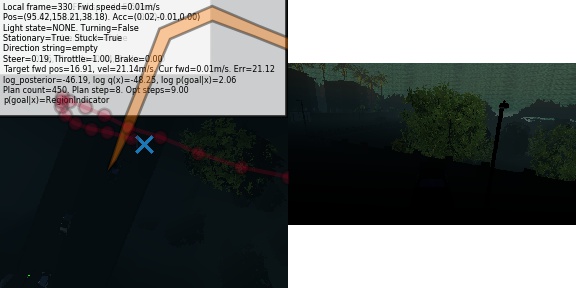 Local frame=330. Fwd speed=0.01m/s
Pos=(95.42,158.21,38.18). Acc=(0.02,-0.01,0.00)
Light state=NONE. Turning=False
Stationary=True. Stuck=True
Direction string=empty
Steer=0.19, Throttle=1.00, Brake=0.00
Target fwd pos=16.91, vel=21.14m/s. Cur fwd=0.01m/s. Err=21.12
log_posterior=-46.19, log q(x)=-48.25, log p(goal|x)=2.06
Plan count=450. Plan step=8. Opt steps=9.00
p(goal|x)=RegionIndicator